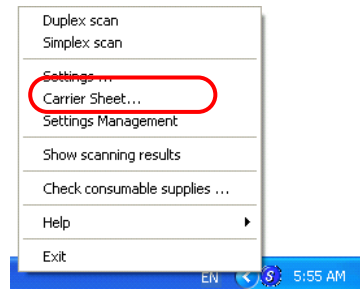 Duplex scan
Simplex scan
Settings ...
Carrier Sheet...
Settings Management
Show scanning results
Check consumable supplies ...
Help
Exit
EN S 5:55 AM